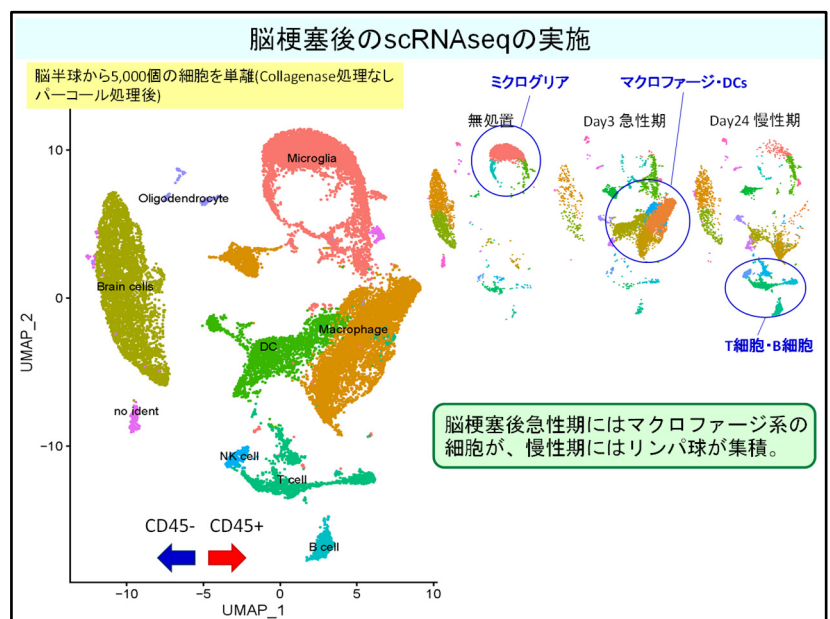 脳梗塞後のscRNAseqの実施
脳半球から5,000個の細胞を単離(Collagenase処理なし
パーコール処理後)
ミクログリア
マクロファージ・DCs
無処置
Day3 急性期
Day24 慢性期
10
0
−10
UMAP_2
Microglia
Oligodendrocyte
Brain cells
Macrophage
DC
no ident
NK cell
T cell
B cell
CD45-
CD45+
−10
−5
0
5
10
UMAP_1
T細胞・B細胞
脳梗塞後急性期にはマクロファージ系の
細胞が、慢性期にはリンパ球が集積。